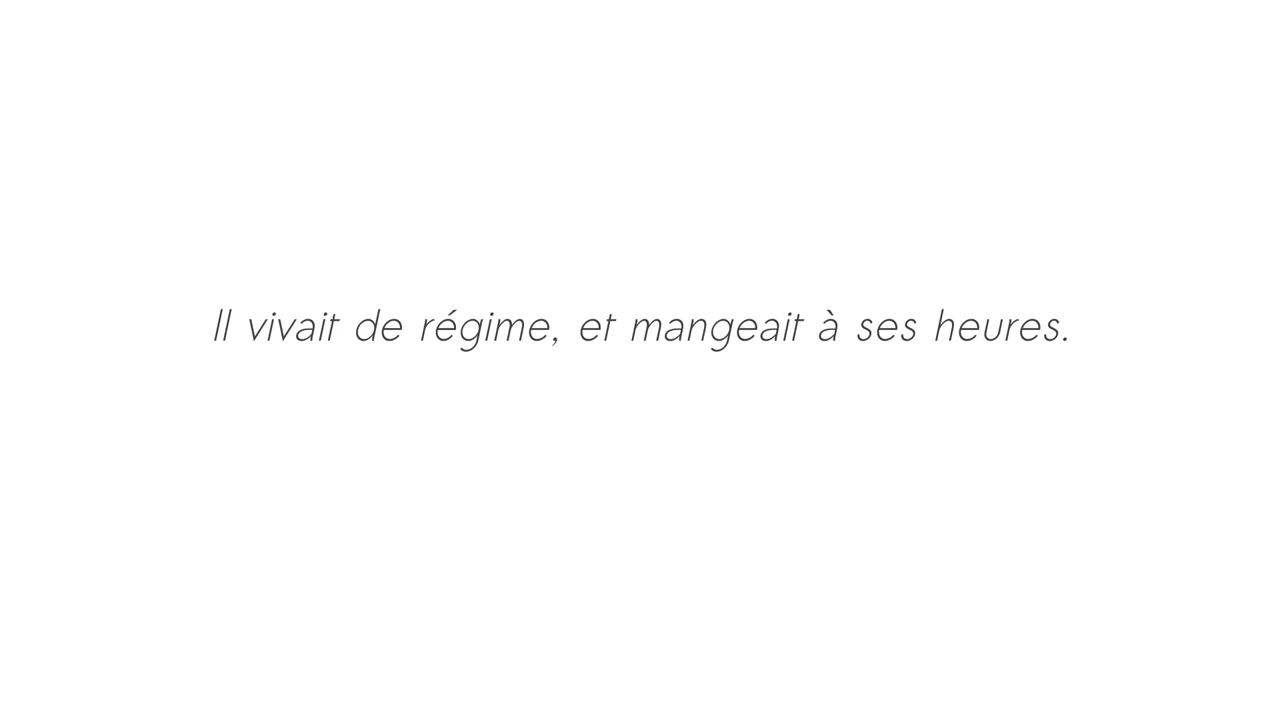 Il vivait de régime, et mangeait à ses heures.